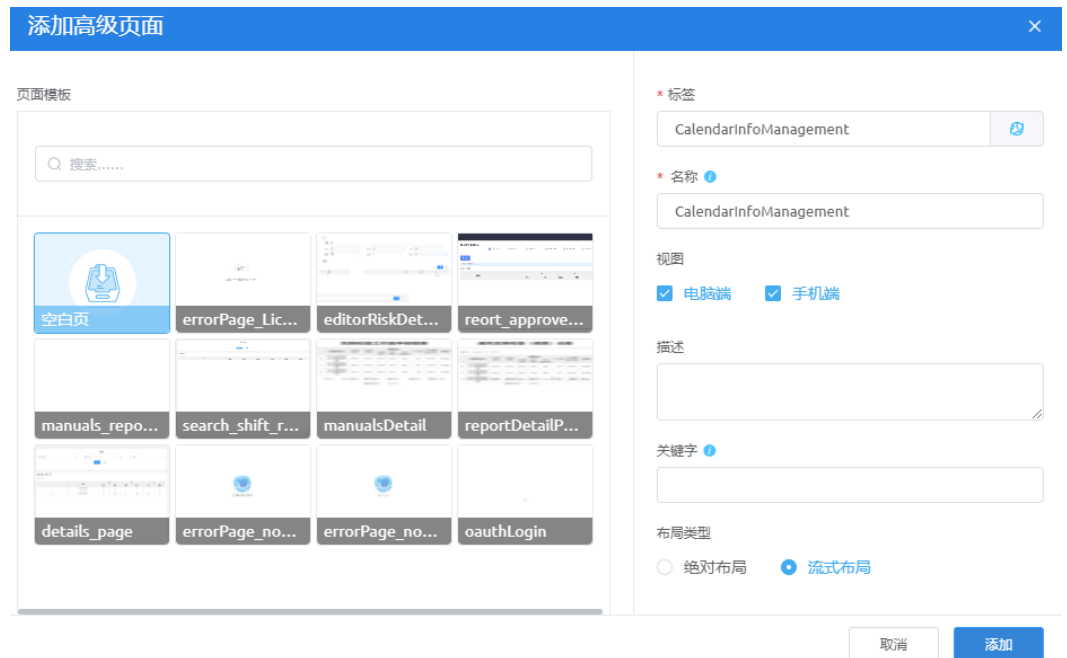 添加高级页面
页面模板
搜索......
空白页
errorPage_Lic...
editorRiskDet...
reort_approve...
manuals_repo...
search_shift_r...
manualsDetail
reportDetailP...
details_page
errorPage_no...
errorPage_no...
oauthLogin
* 标签
CalendarInfoManagement
* 名称
CalendarInfoManagement
视图
电脑端 手机端
描述
关键字
布局类型
绝对布局 流式布局
取消 添加